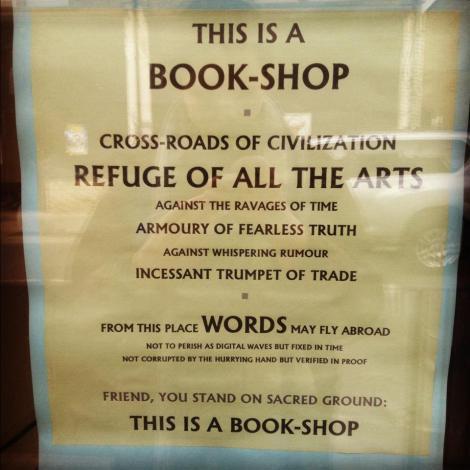 THIS IS A
BOOK-SHOP
CROSS-ROADS OF CIVILIZATION
REFUGE OF ALL THE ARTS
AGAINST THE RAVAGES OF TIME
ARMOURY OF FEARLESS TRUTH
AGAINST WHISPERING RUMOUR
INCESSANT TRUMPET OF TRADE
FROM THIS PLACE WORDS MAY FLY ABROAD
NOT TO PERISH AS DIGITAL WAVES BUT FIXED IN TIME
NOT CORRUPTED BY THE HURRYING HAND BUT VERIFIED IN PROOF
FRIEND, YOU STAND ON SACRED GROUND:
THIS IS A BOOK-SHOP